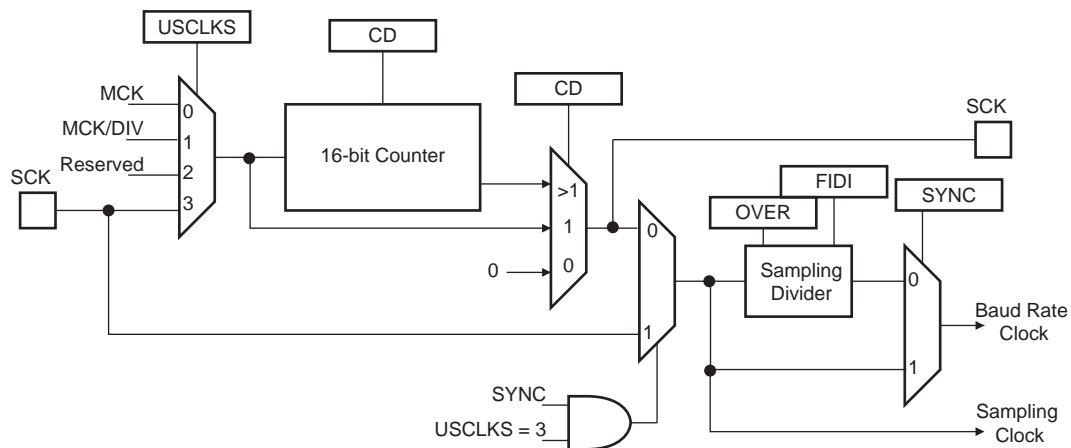 USCLKS
CD
CD
MCK
0
MCK/DIV
1
16-bit Counter
Reserved
2
SCK
3
SCK
>1
1
0
0
FIDI
OVER
SYNC
0
Sampling
Divider
0
1
Baud Rate
Clock
1
SYNC
USCLKS = 3
Sampling
Clock